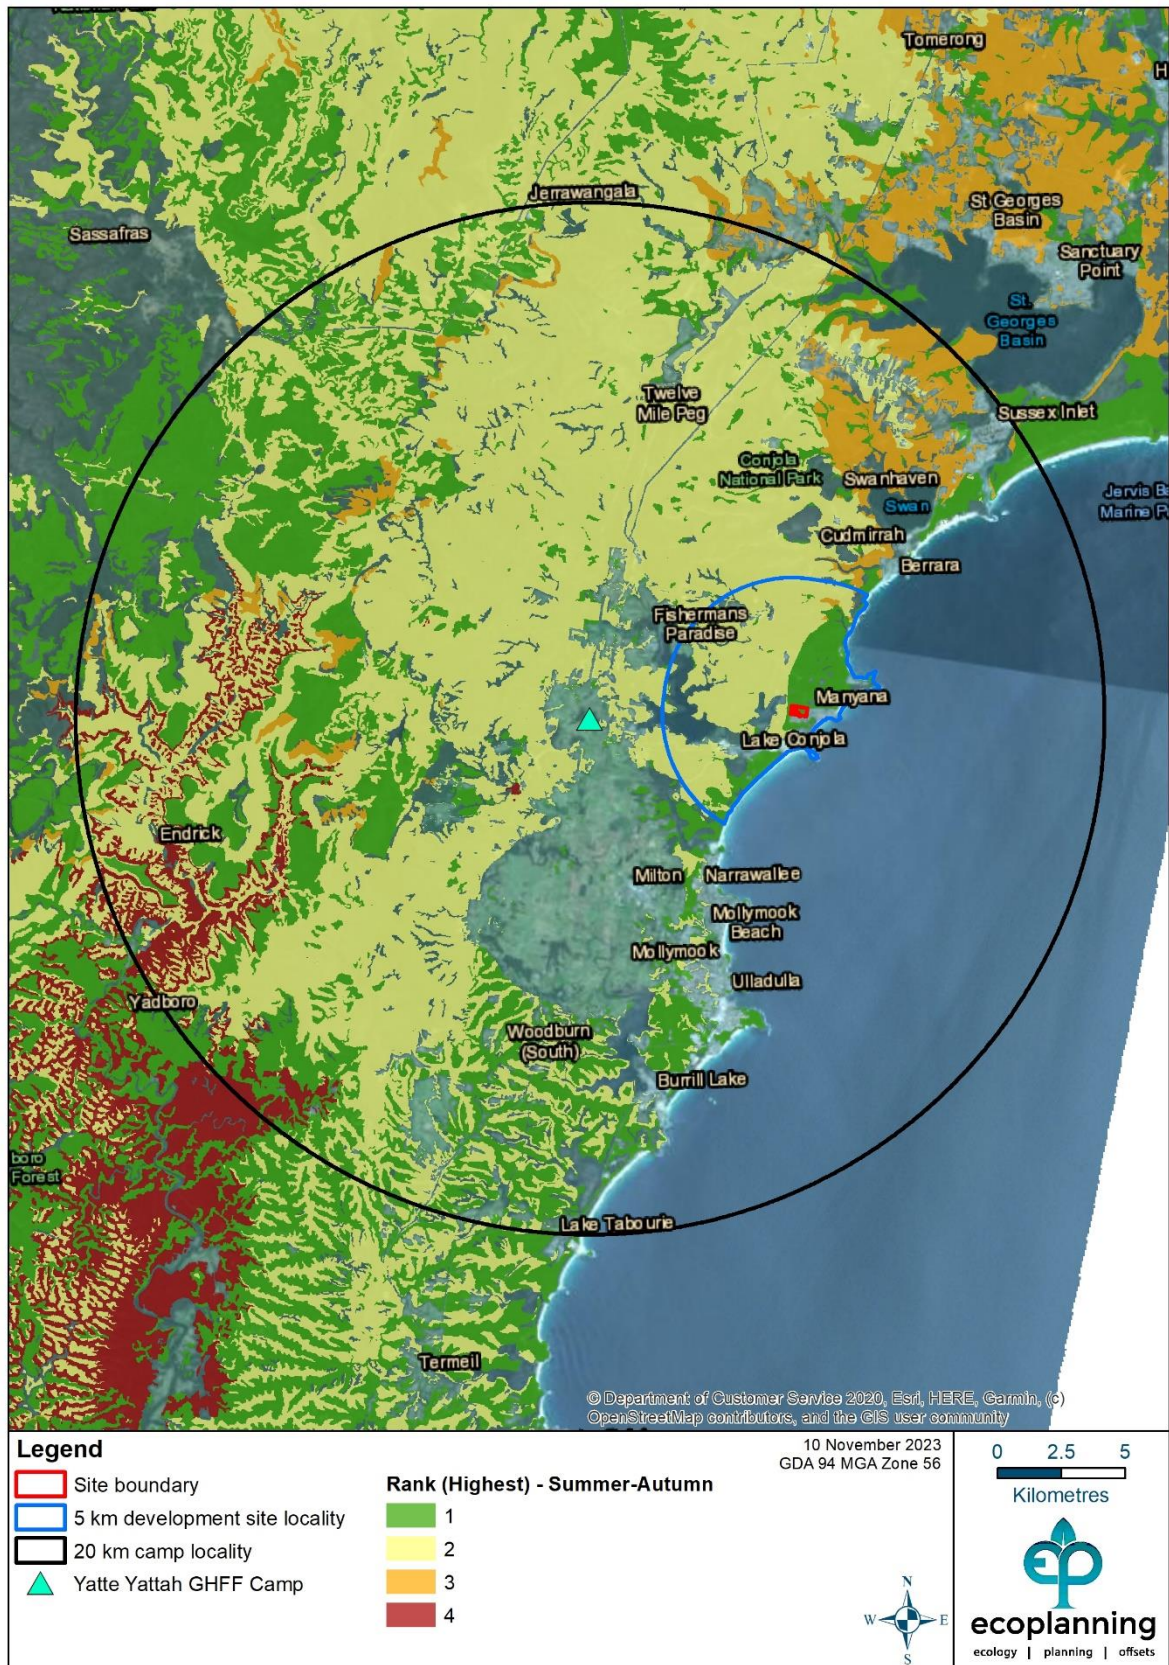 Tomerong
H
Jerrawangala
St Georges
Basin
Sassafras
Sanctuary
Point
St.
Georges
Basin
Twelve
Mile Peg
Sussex Inlet
Conjola
National Park
Swanhaven
Swan
Jervis Ba
Marine P
Cudmirrah
Berrara
Fishermans
Paradise
Manyana
Lake Conjola
Endrick
Milton
Narrawallee
Mollymook
Beach
Mollymook
Ulladulla
Yadboro
Woodburn
(South)
Burrill Lake
boro
Forest
Lake Tabourie
Termeil
© Department of Customer Service 2020, Esri, HERE, Garmin, (c)
OpenStreetMap contributors, and the GIS user community
Legend
Site boundary
5 km development site locality
20 km camp locality
Yatte Yattah GHFF Camp
Rank (Highest) - Summer-Autumn
1
2
3
4
10 November 2023
GDA 94 MGA Zone 56
N
W E
S
0 2.5 5
Kilometres
ep
ecoplanning
ecology | planning | offsets